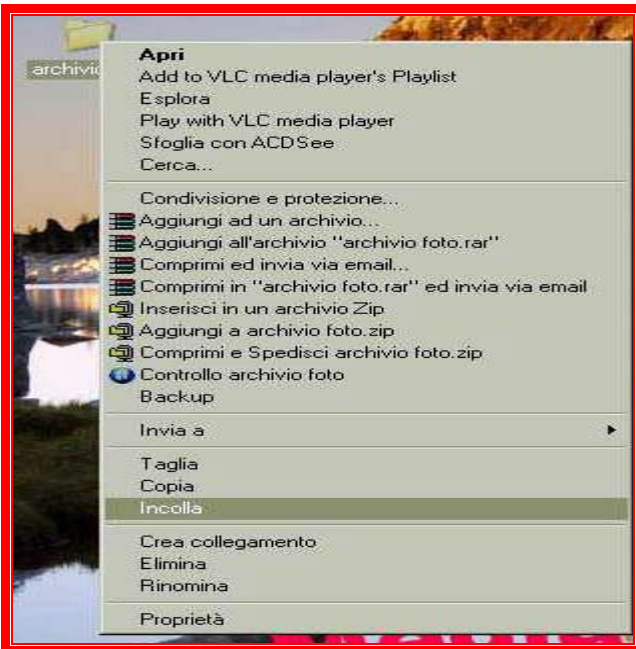 archivio
Apri
Add to VLC media player's Playlist
Esplora
Play with VLC media player
Sfoglia con ACDSee
Cerca...
Condivisione e protezione...
Aggiungi ad un archivio...
Aggiungi all'archivio "archivio foto.rar"
Comprimi ed invia via email...
Comprimi in "archivio foto.rar" ed invia via email
Inserisci in un archivio Zip
Aggiungi a archivio foto.zip
Comprimi e Spedisci archivio foto.zip
Controllo archivio foto
Backup
Invia a
Taglia
Copia
Incolla
Crea collegamento
Elimina
Rinomina
Proprietà